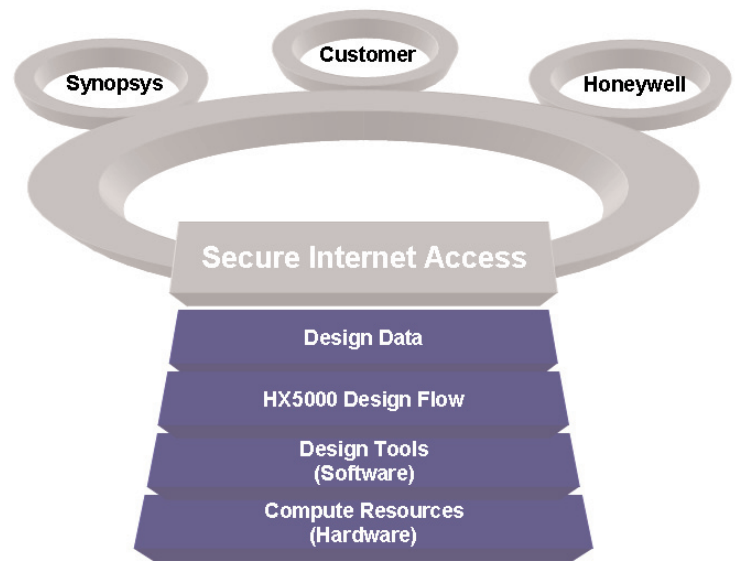 Synopsys
Customer
Honeywell
Secure Internet Access
Design Data
HX5000 Design Flow
Design Tools
(Software)
Compute Resources
(Hardware)